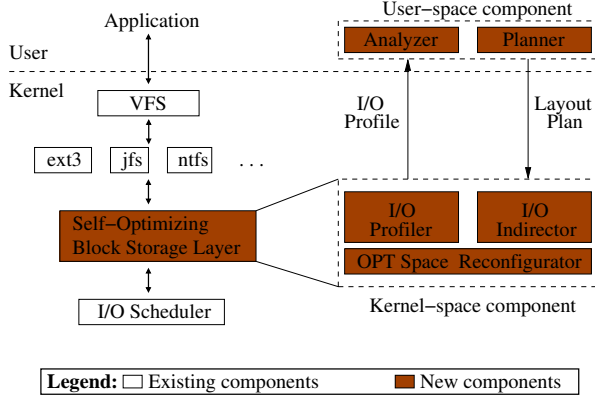 Application
User-space component
Analyzer
Planner
User
Kernel
VFS
I/O
Profile
Layout
Plan
ext3
jfs
ntfs
. . .
Self-Optimizing
Block Storage Layer
I/O
Profiler
I/O
Indirector
OPT Space Reconfigurator
I/O Scheduler
Kernel-space component
Legend:
Existing components
New components